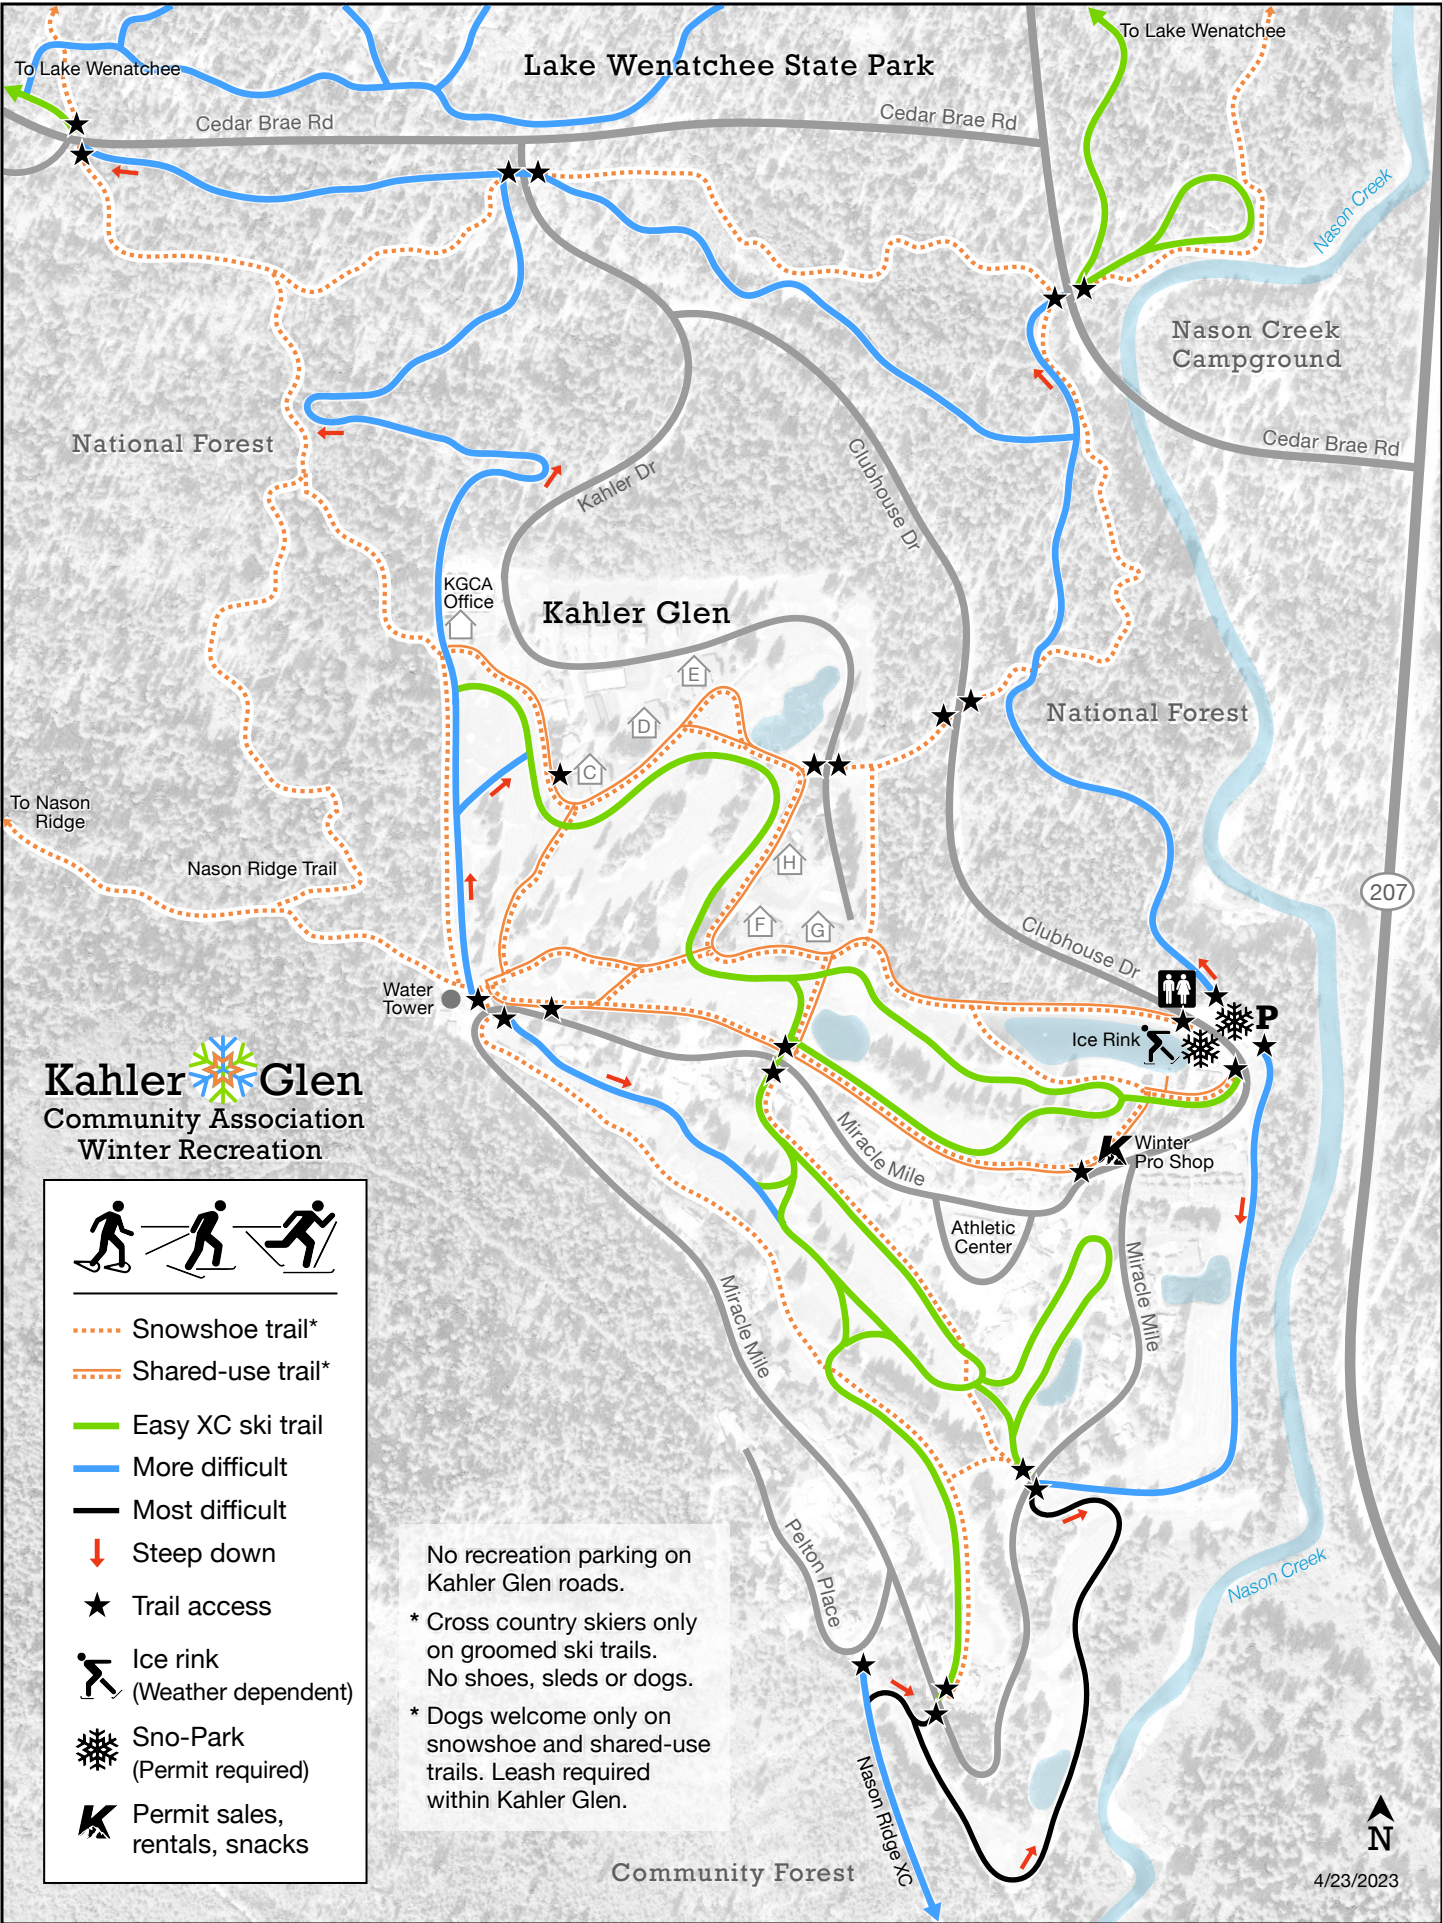 To Lake Wenatchee
Lake Wenatchee State Park
To Lake Wenatchee
Cedar Brae Rd
Cedar Brae Rd
Nason Creek
Nason Creek
Campground
National Forest
Cedar Brae Rd
Kahler Dr
Clubhouse Dr
KGCA
Office
Kahler Glen
E
D
C
National Forest
To Nason
Ridge
Nason Ridge Trail
H
F
G
207
Clubhouse Dr
Water
Tower
P
Ice Rink
Kahler Glen
Community Association
Winter Recreation
Miracle Mile
K
Winter
Pro Shop
Athletic
Center
Miracle Mile
Miracle Mile
Snowshoe trail*
Shared-use trail*
Easy XC ski trail
More difficult
Most difficult
Steep down
Trail access
Ice rink
(Weather dependent)
Sno-Park
(Permit required)
K
Permit sales,
rentals, snacks
No recreation parking on
Kahler Glen roads.
* Cross country skiers only
on groomed ski trails.
No shoes, sleds or dogs.
* Dogs welcome only on
snowshoe and shared-use
trails. Leash required
within Kahler Glen.
Pelton Place
Nason Creek
Nason Ridge XC
Community Forest
N
4/23/2023